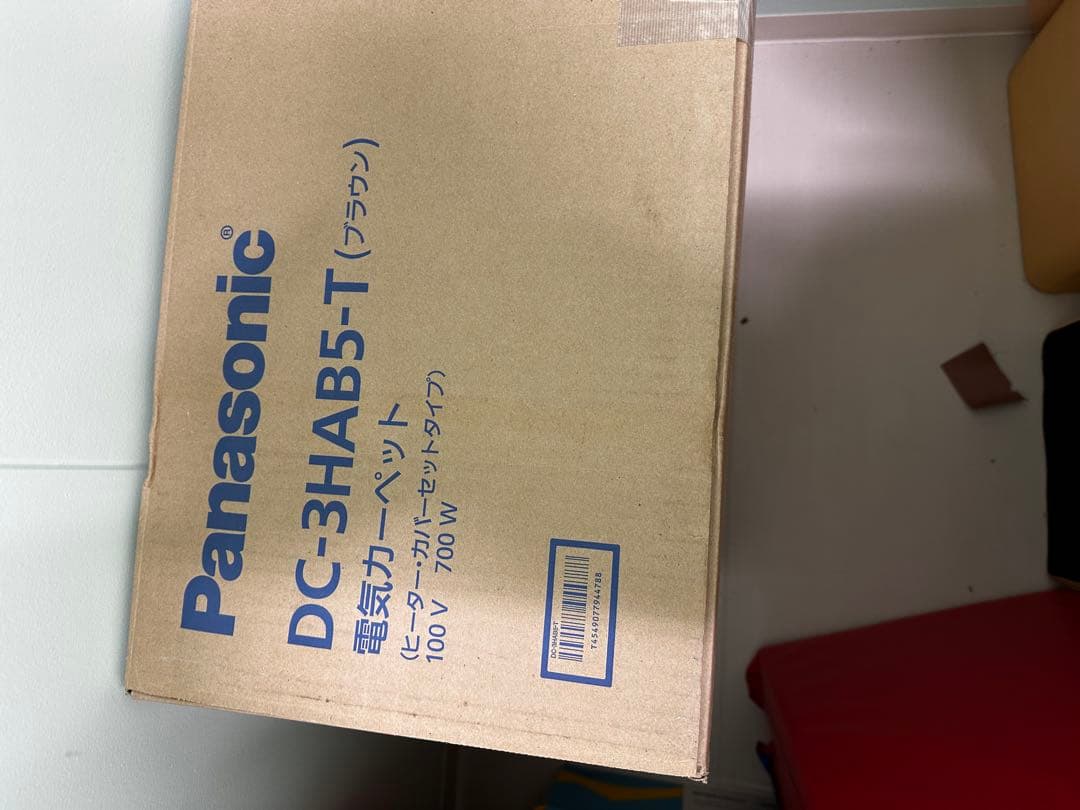 Panasonic®
DC-3HAB5-T (ブラウン)
電気カーペット
(ヒーター・カバーセットタイプ)
100 V 700 W
DC-3HAB5-T
T4549077944788